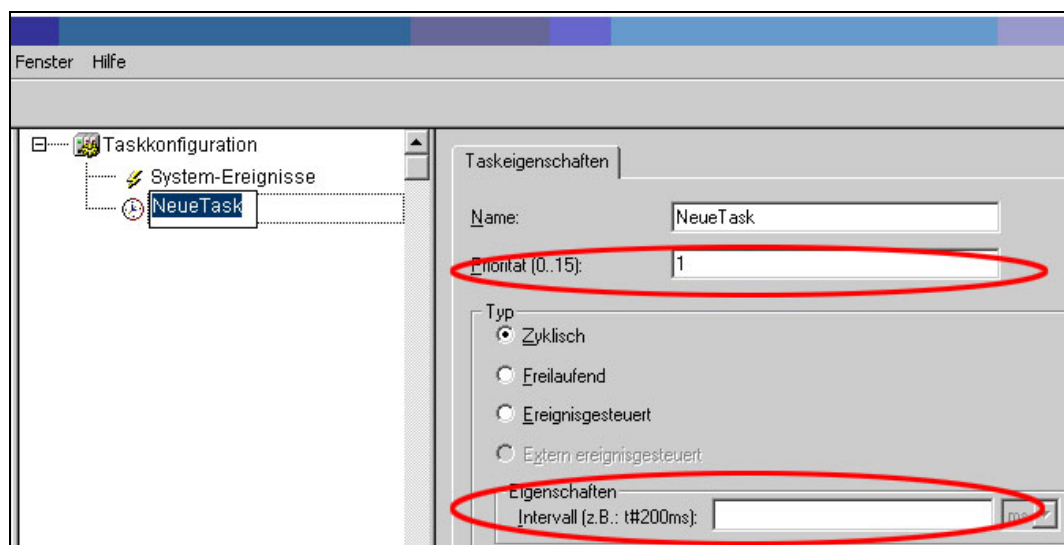 Fenster Hilfe
Taskkonfiguration
System-Ereignisse
NeueTask
Taskeigenschaften
Name: NeueTask
Priorität (0..15): 1
Typ
Zyklisch
Freilaufend
Ereignisgesteuert
Extern ereignisgesteuert
Eigenschaften
Intervall (z.B.: t#200ms): ms